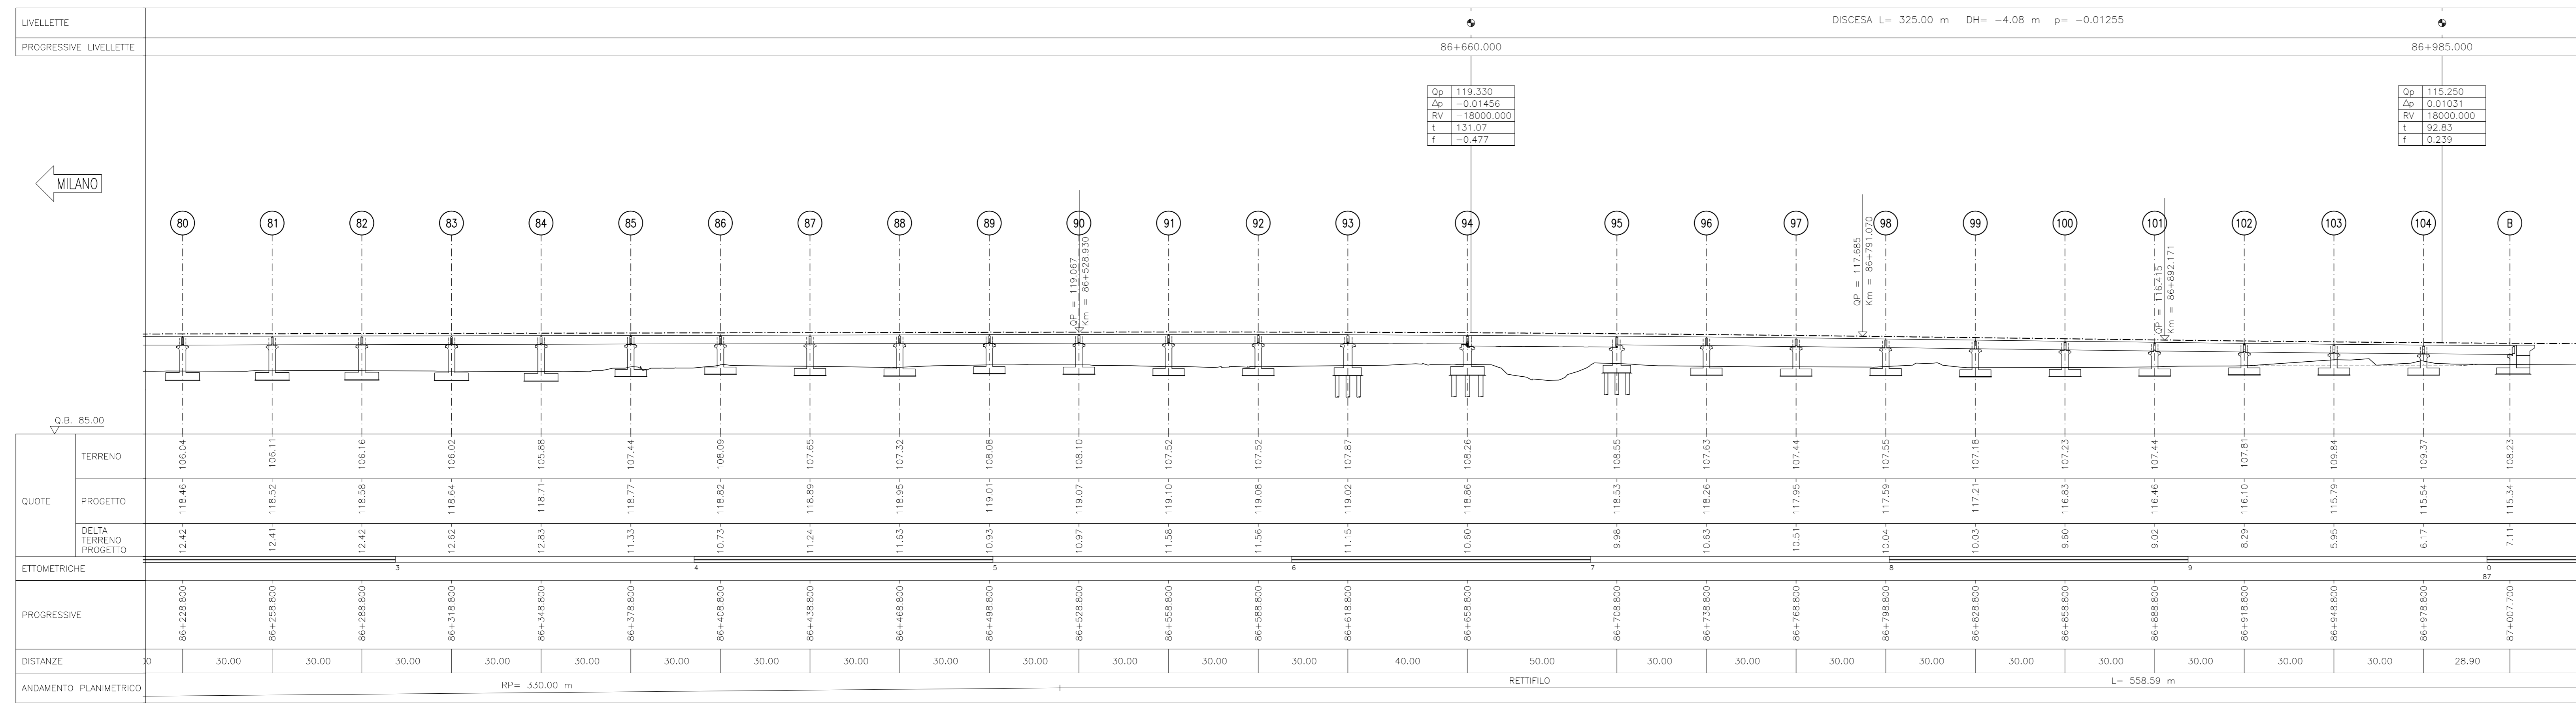 LIVELLETTE
DISCESA L= 325.00 m DH= -4.08 m p= -0.01255
PROGRESSIVE LIVELLETTE
86+660.000 86+985.000
Qp 119.330
Δp -0.01456
RV -18000.000
t 131.07
f -0.477
Qp 115.250
Δp 0.01031
RV 18000.000
t 92.83
f 0.239
MILANO
80 81 82 83 84 85 86 87 88 89 90 91 92 93 94 95 96 97 98 99 100 101 102 103 104 B
QP = 119.067
Km = 86+528.930
QP = 117.685
Km = 86+791.070
QP = 116.415
Km = 86+892.171
Q.B. 85.00
QUOTE
TERRENO
106.04 106.11 106.16 106.02 105.88 107.44 108.09 107.65 107.32 108.08 108.10 107.52 107.52 107.87 108.26 108.55 107.63 107.44 107.55 107.18 107.23 107.44 107.81 109.84 109.37 108.23
PROGETTO
118.46 118.52 118.58 118.64 118.71 118.77 118.82 118.89 118.95 119.01 119.07 119.10 119.08 119.02 118.86 118.53 118.26 117.95 117.59 117.21 116.83 116.46 116.10 115.79 115.54 115.34
DELTA
TERRENO
PROGETTO
12.42 12.41 12.42 12.62 12.83 11.33 10.73 11.24 11.63 10.93 10.97 11.58 11.56 11.15 10.60 9.98 10.63 10.51 10.04 10.03 9.60 9.02 8.29 5.95 6.17 7.11
ETTOMETRICHE
3 4 5 6 7 8 9 0
87
PROGRESSIVE
86+228.800 86+258.800 86+288.800 86+318.800 86+348.800 86+378.800 86+408.800 86+438.800 86+468.800 86+498.800 86+528.800 86+558.800 86+588.800 86+618.800 86+658.800 86+708.800 86+738.800 86+768.800 86+798.800 86+828.800 86+858.800 86+888.800 86+918.800 86+948.800 86+978.800 87+007.700
DISTANZE
30.00 30.00 30.00 30.00 30.00 30.00 30.00 30.00 30.00 30.00 30.00 30.00 30.00 40.00 50.00 30.00 30.00 30.00 30.00 30.00 30.00 30.00 30.00 30.00 28.90
ANDAMENTO PLANIMETRICO
RP= 330.00 m RETTIFILO L= 558.59 m